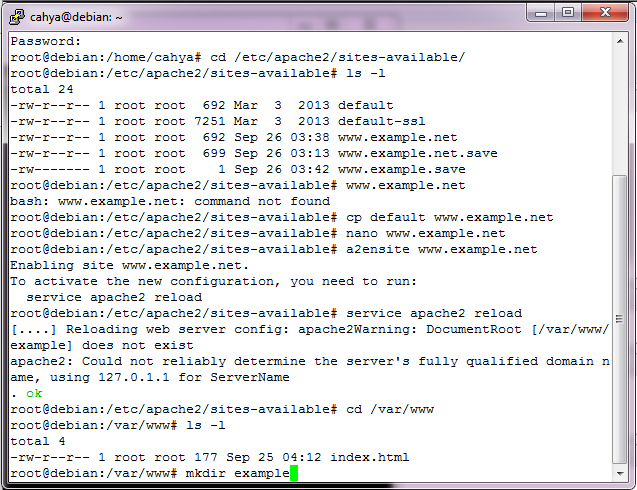 cahya@debian: ~
Password:
root@debian:/home/cahya# cd /etc/apache2/sites-available/
root@debian:/etc/apache2/sites-available# ls -l
total 24
-rw-r--r-- 1 root root  692 Mar  3  2013 default
-rw-r--r-- 1 root root 7251 Mar  3  2013 default-ssl
-rw-r--r-- 1 root root  692 Sep 26 03:38 www.example.net
-rw-r--r-- 1 root root  699 Sep 26 03:13 www.example.net.save
-rw------- 1 root root    1 Sep 26 03:42 www.example.save
root@debian:/etc/apache2/sites-available# www.example.net
bash: www.example.net: command not found
root@debian:/etc/apache2/sites-available# cp default www.example.net
root@debian:/etc/apache2/sites-available# nano www.example.net
root@debian:/etc/apache2/sites-available# a2ensite www.example.net
Enabling site www.example.net.
To activate the new configuration, you need to run:
  service apache2 reload
root@debian:/etc/apache2/sites-available# service apache2 reload
[....] Reloading web server config: apache2Warning: DocumentRoot [/var/www/
example] does not exist
apache2: Could not reliably determine the server's fully qualified domain n
ame, using 127.0.1.1 for ServerName
. ok
root@debian:/etc/apache2/sites-available# cd /var/www
root@debian:/var/www# ls -l
total 4
-rw-r--r-- 1 root root 177 Sep 25 04:12 index.html
root@debian:/var/www# mkdir example